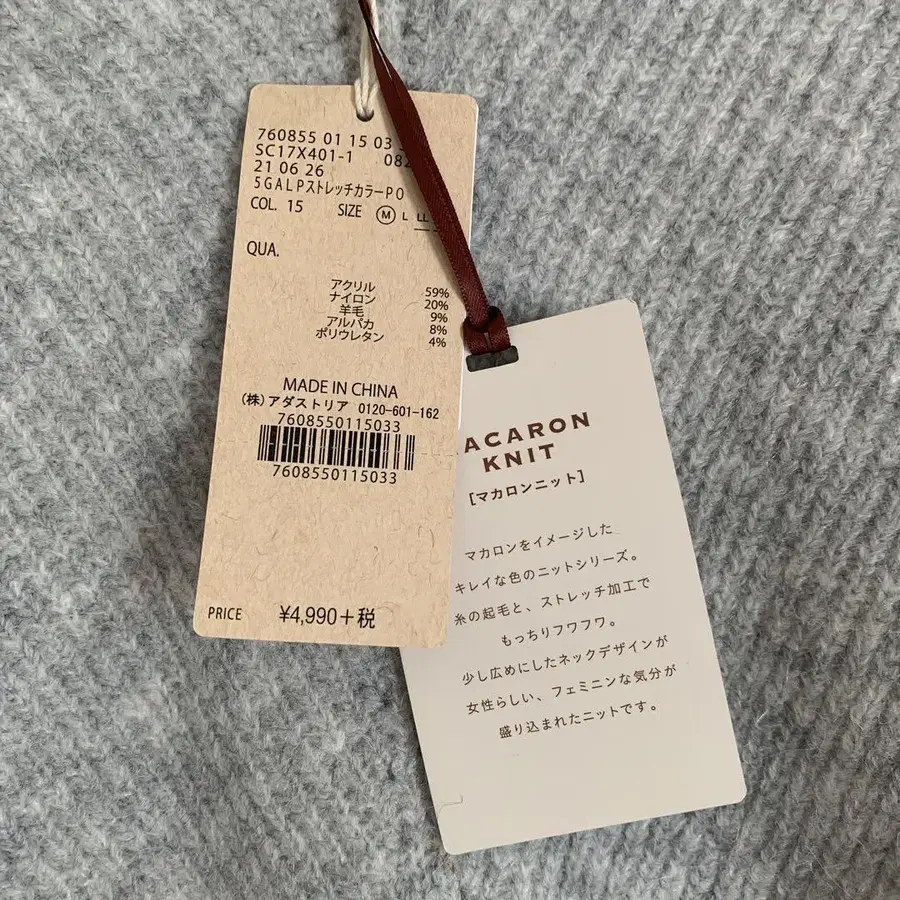 760855 01 15 03
SC17X401-1 082
21 06 26
5GALPストレッチカラーPO
COL. 15 SIZE M L LL
QUA.
アクリル 59%
ナイロン 20%
羊毛 9%
アルパカ 8%
ポリウレタン 4%
MADE IN CHINA
(株)アダストリア 0120-601-162
7608550115033
7608550115033
PRICE ¥4,990+税
ACARON
KNIT
[マカロンニット]
マカロンをイメージした
キレイな色のニットシリーズ。
糸の起毛と、ストレッチ加工で
もっちりフワフワ。
少し広めにしたネックデザインが
女性らしい、フェミニンな気分が
盛り込まれたニットです。